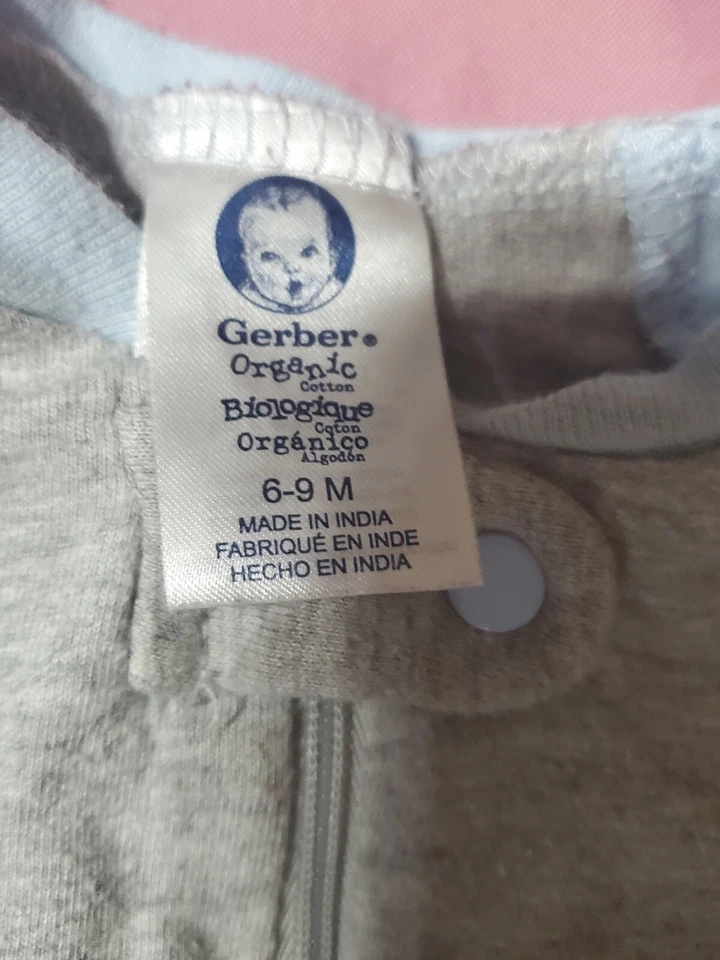 Gerber®
Organic
Cotton
Biologique
Coton
Orgánico
Algodón
6-9 M
MADE IN INDIA
FABRIQUÉ EN INDE
HECHO EN INDIA